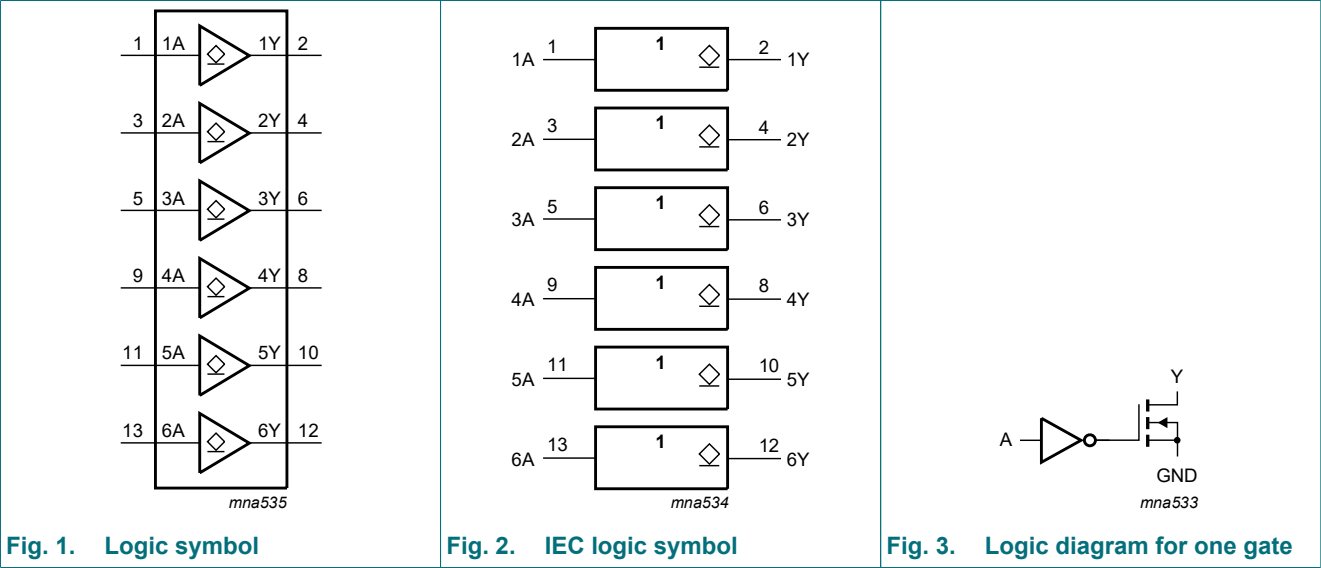 1 1A 1Y 2
3 2A 2Y 4
5 3A 3Y 6
9 4A 4Y 8
11 5A 5Y 10
13 6A 6Y 12
mna535
Fig. 1. Logic symbol
1A 1 1 2 1Y
2A 3 1 4 2Y
3A 5 1 6 3Y
4A 9 1 8 4Y
5A 11 1 10 5Y
6A 13 1 12 6Y
mna534
Fig. 2. IEC logic symbol
Y
A
GND
mna533
Fig. 3. Logic diagram for one gate